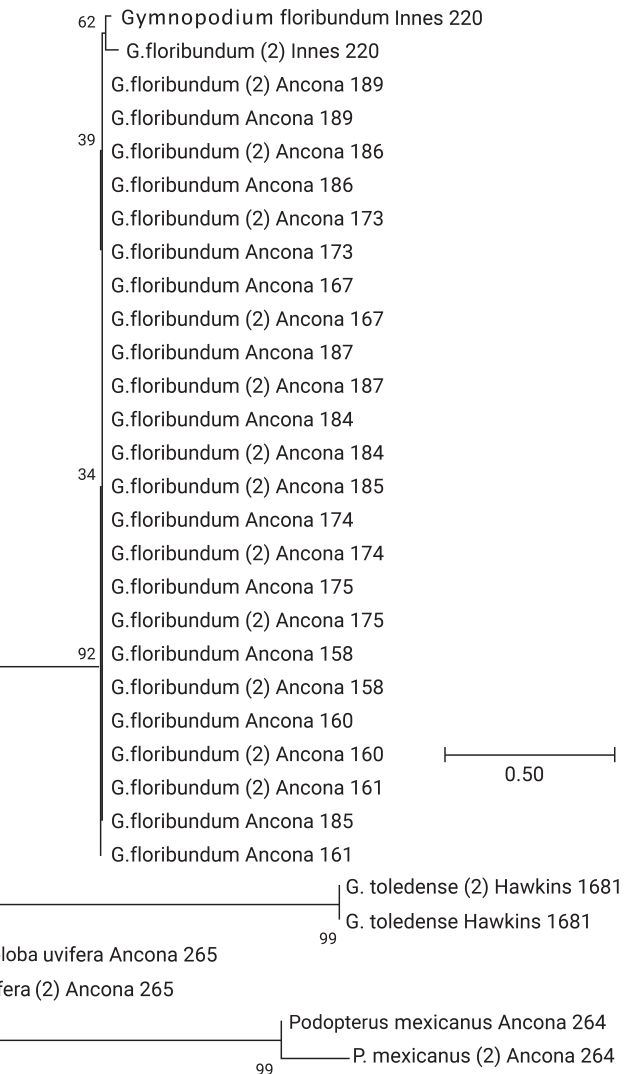 62
Gymnopodium floribundum Innes 220
G.floribundum (2) Innes 220
G.floribundum (2) Ancona 189
G.floribundum Ancona 189
39
G.floribundum (2) Ancona 186
G.floribundum Ancona 186
G.floribundum (2) Ancona 173
G.floribundum Ancona 173
G.floribundum Ancona 167
G.floribundum (2) Ancona 167
G.floribundum Ancona 187
G.floribundum (2) Ancona 187
G.floribundum Ancona 184
G.floribundum (2) Ancona 184
34
G.floribundum (2) Ancona 185
G.floribundum Ancona 174
G.floribundum (2) Ancona 174
G.floribundum Ancona 175
G.floribundum (2) Ancona 175
92
G.floribundum Ancona 158
G.floribundum (2) Ancona 158
G.floribundum Ancona 160
G.floribundum (2) Ancona 160
0.50
G.floribundum (2) Ancona 161
G.floribundum Ancona 185
G.floribundum Ancona 161
G. toledense (2) Hawkins 1681
G. toledense Hawkins 1681
99
loba uvifera Ancona 265
fera (2) Ancona 265
Podopterus mexicanus Ancona 264
P. mexicanus (2) Ancona 264
99